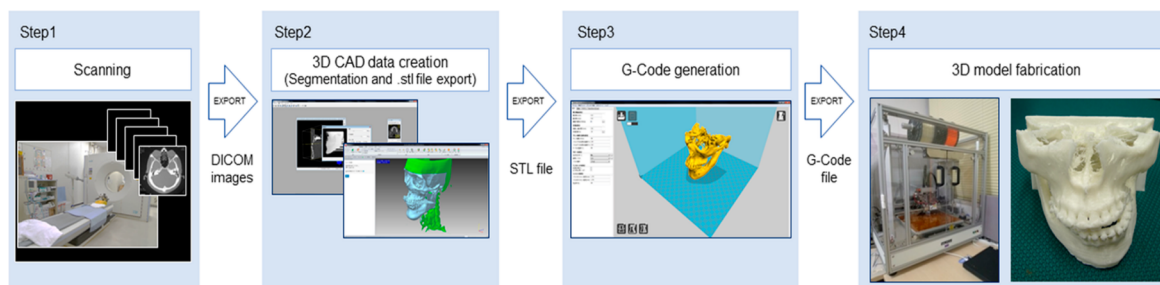 Step1
Scanning
EXPORT
DICOM
images
Step2
3D CAD data creation
(Segmentation and .stl file export)
EXPORT
STL file
Step3
G-Code generation
EXPORT
G-Code
file
Step4
3D model fabrication